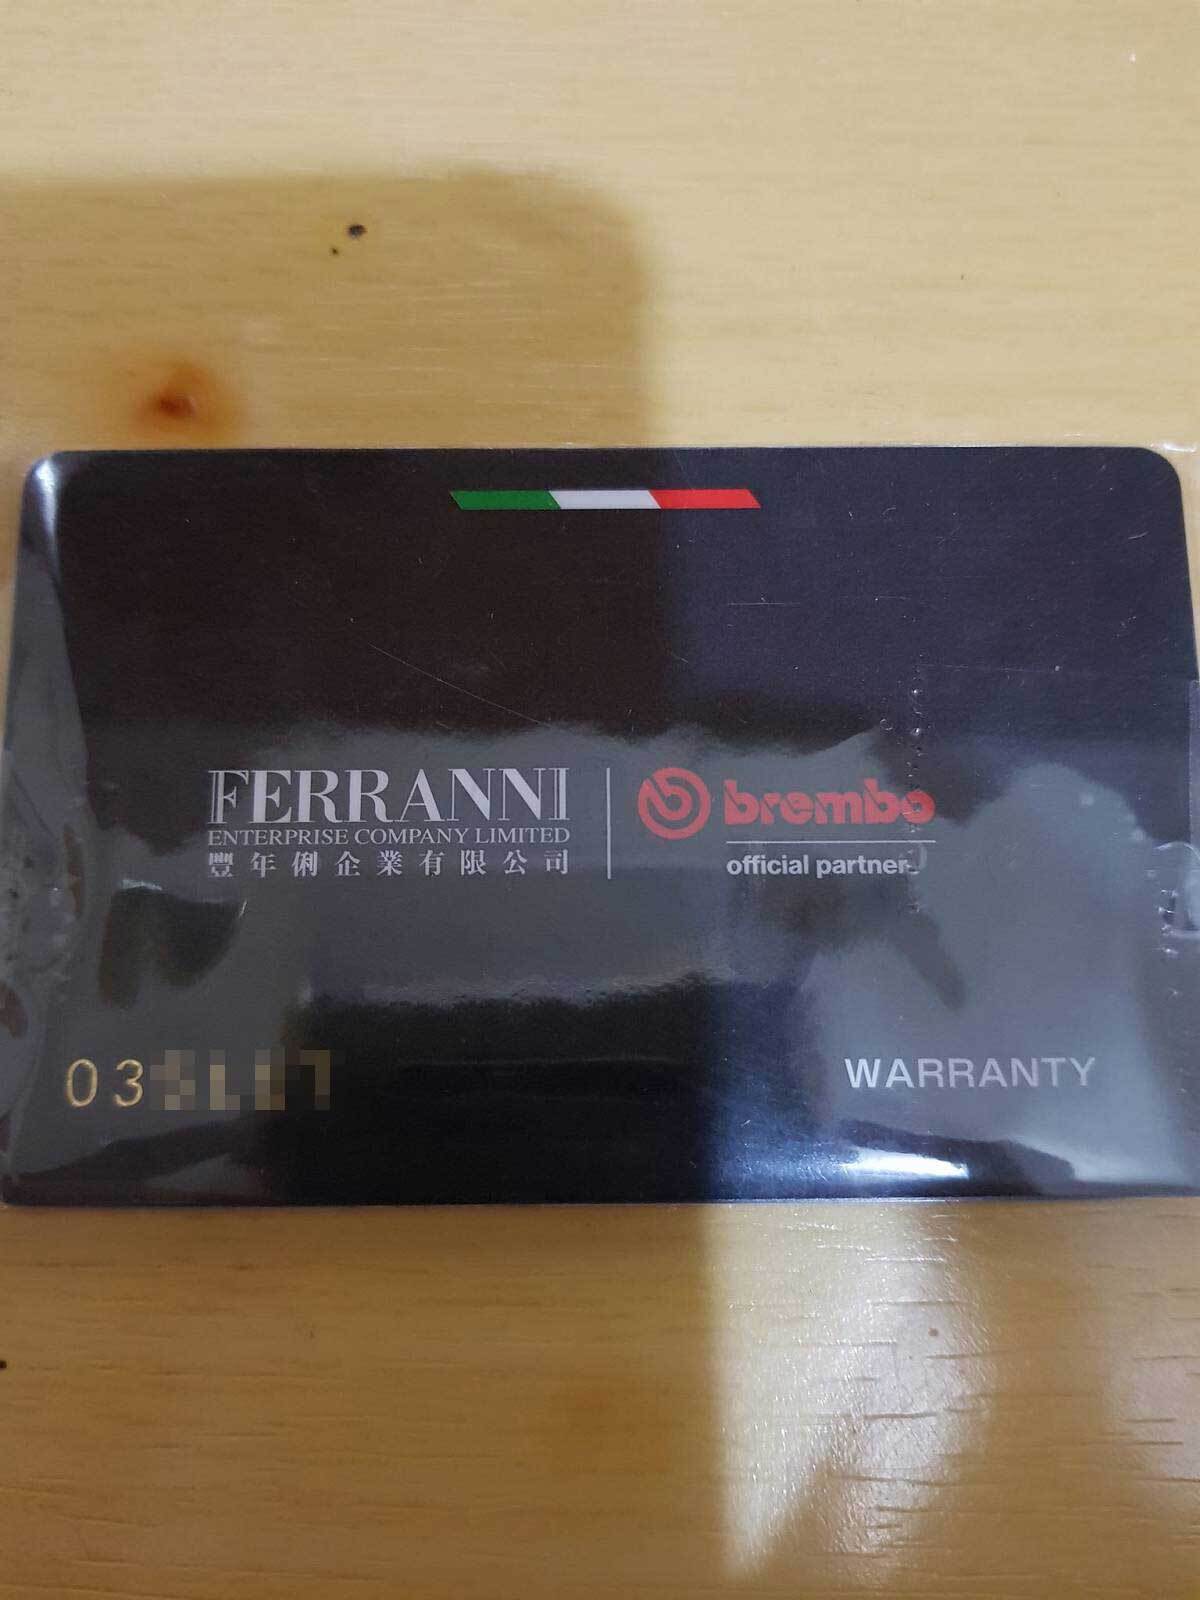 FERRANNI
ENTERPRISE COMPANY LIMITED
豐年俐企業有限公司
brembo
official partner
03
WARRANTY